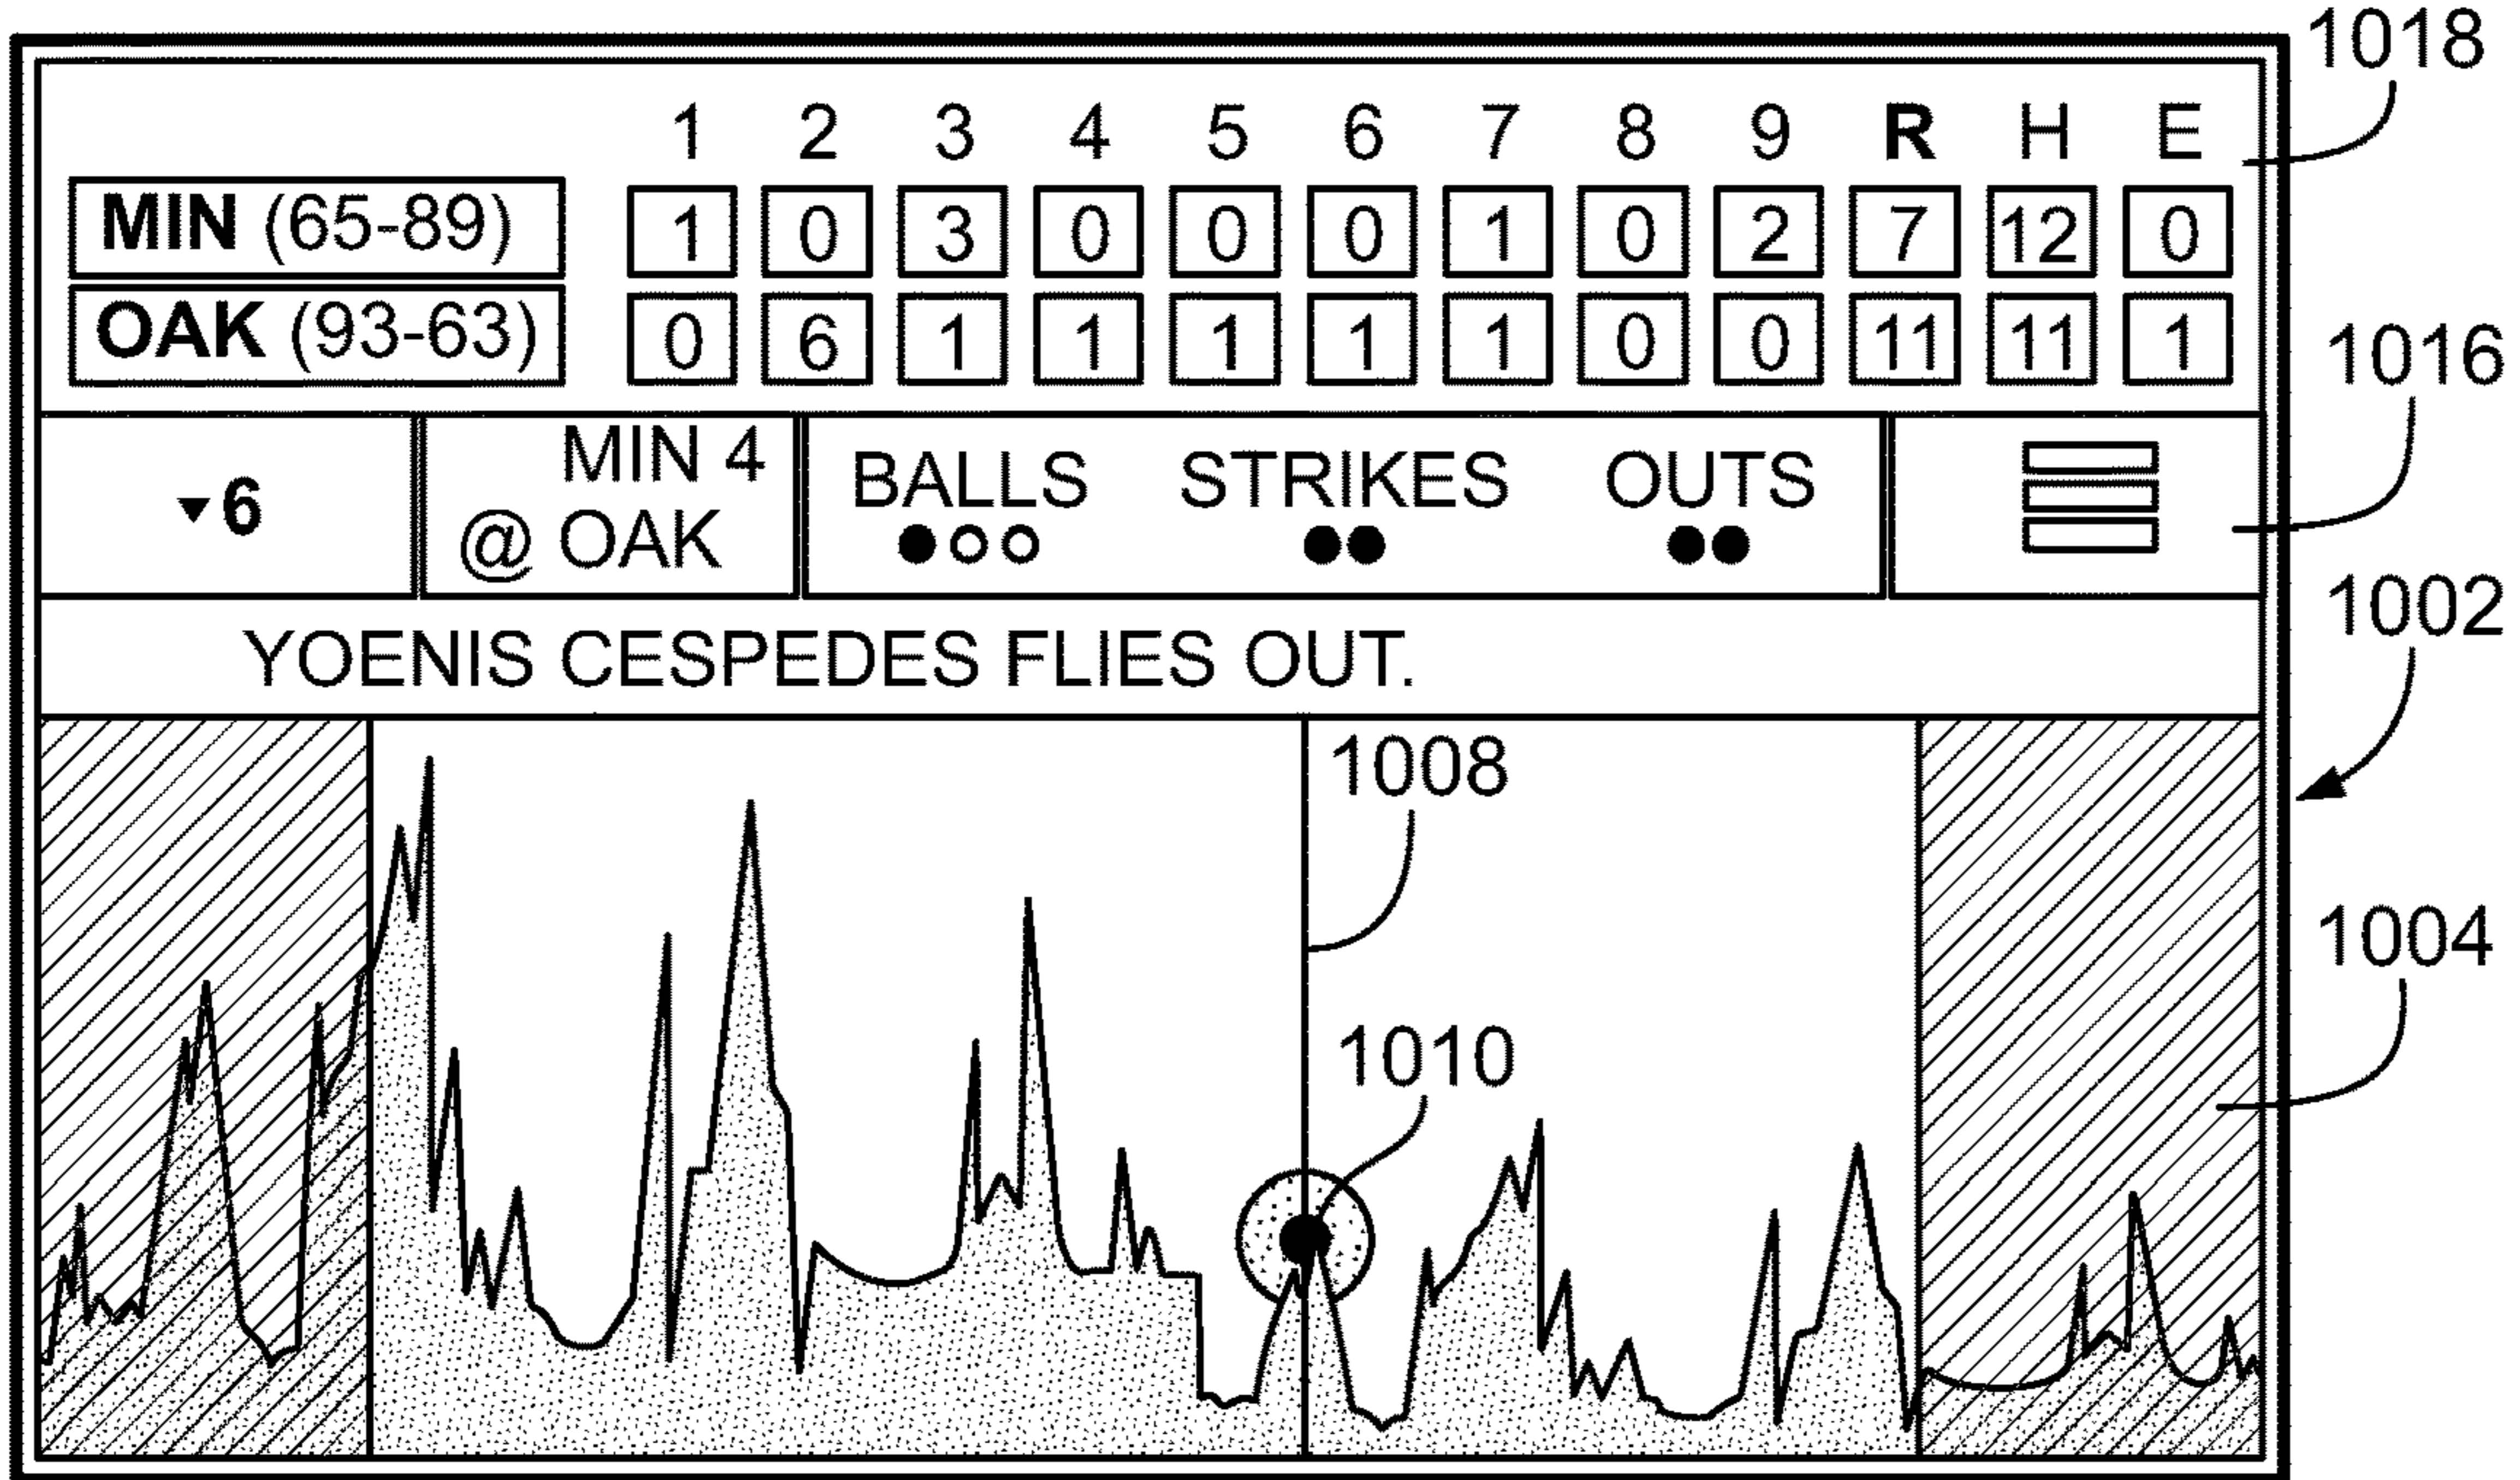 1018
1 2 3 4 5 6 7 8 9 R H E
MIN (65-89) 1 0 3 0 0 0 1 0 2 7 12 0
OAK (93-63) 0 6 1 1 1 1 1 0 0 11 11 1
1016
▼6
MIN 4
@ OAK
BALLS STRIKES OUTS
1002
YOENIS CESPEDES FLIES OUT.
1008
1004
1010